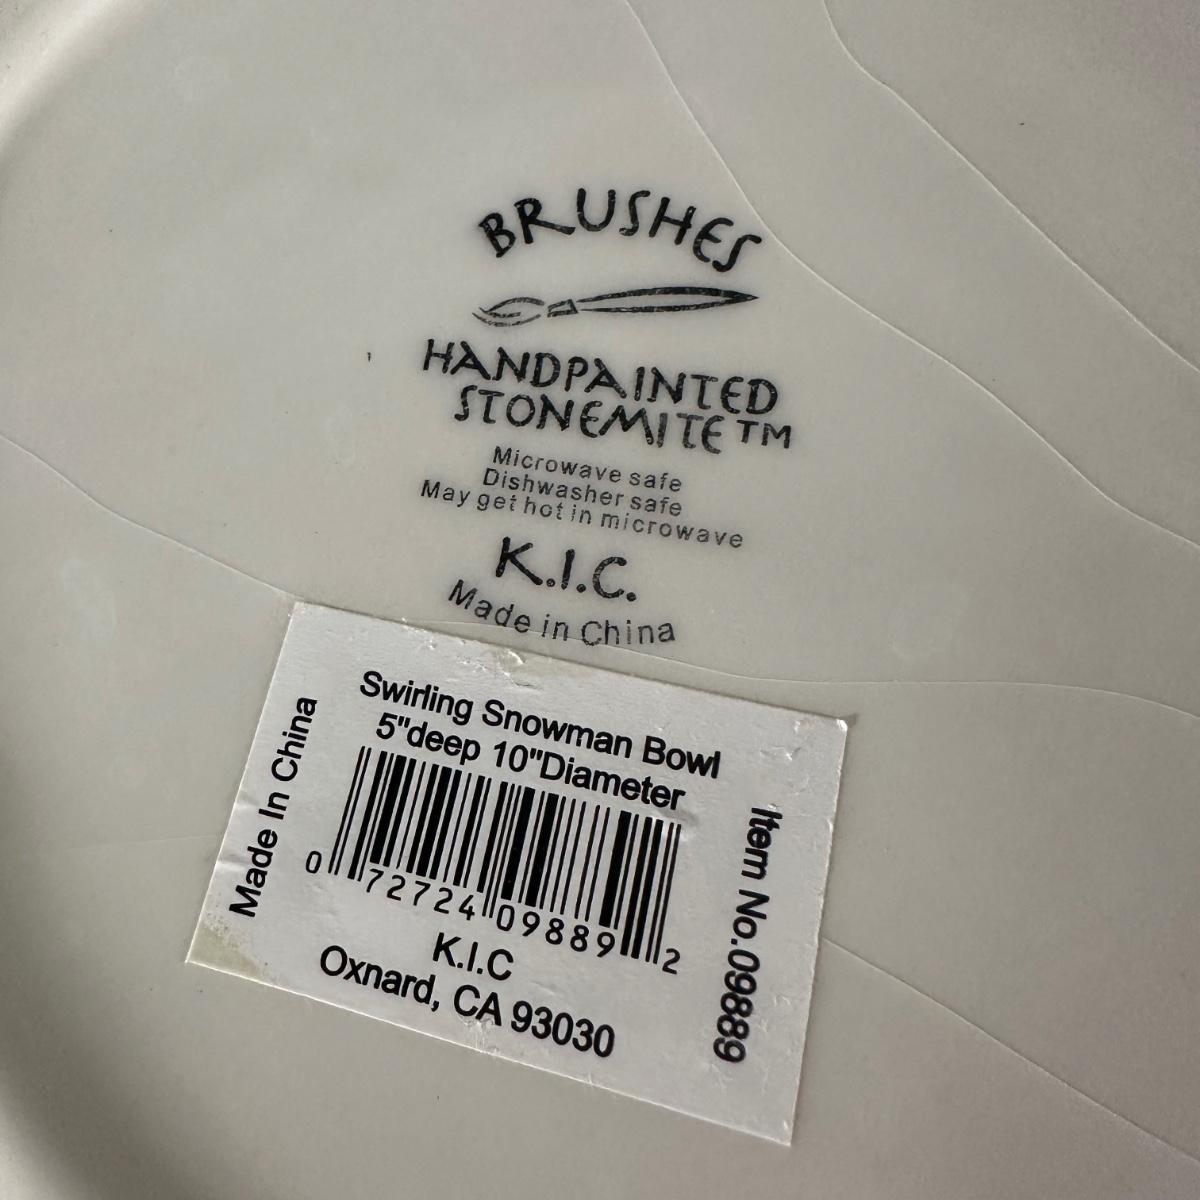 BRUSHES
HANDPAINTED
STONEMITE™
Microwave safe
Dishwasher safe
May get hot in microwave
K.I.C.
Made in China
Swirling Snowman Bowl
5"deep 10"Diameter
Made In China
0 72724 09889 2
Item No.09889
K.I.C
Oxnard, CA 93030